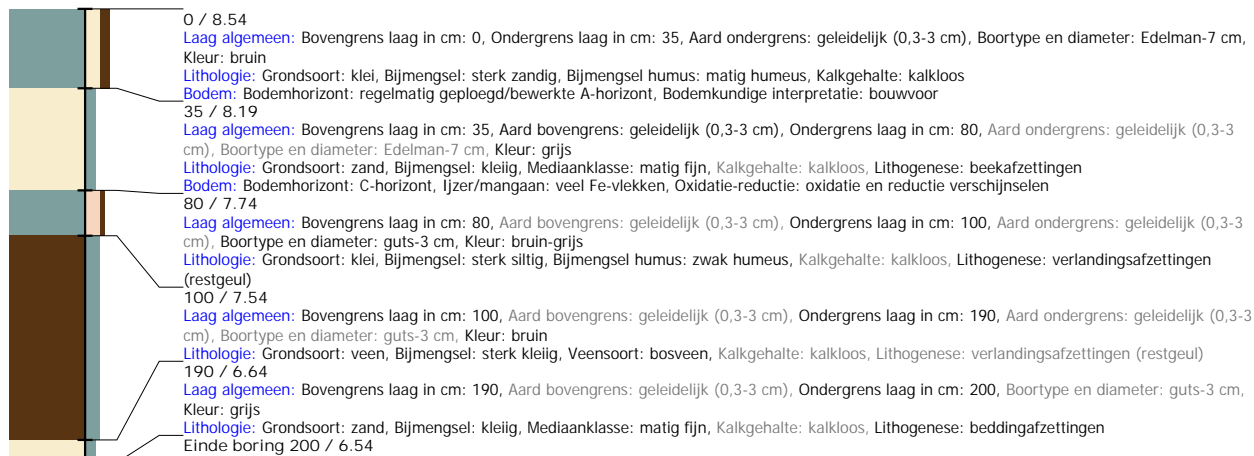 0 / 8.54
Laag algemeen: Bovengrens laag in cm: 0, Ondergrens laag in cm: 35, Aard ondergrens: geleidelijk (0,3-3 cm), Boortype en diameter: Edelman-7 cm,
Kleur: bruin
Lithologie: Grondsoort: klei, Bijmengsel: sterk zandig, Bijmengsel humus: matig humeus, Kalkgehalte: kalkloos
Bodem: Bodemhorizont: regelmatig geploegd/bewerkte A-horizont, Bodemkundige interpretatie: bouwvoor
35 / 8.19
Laag algemeen: Bovengrens laag in cm: 35, Aard bovengrens: geleidelijk (0,3-3 cm), Ondergrens laag in cm: 80, Aard ondergrens: geleidelijk (0,3-3
cm), Boortype en diameter: Edelman-7 cm, Kleur: grijs
Lithologie: Grondsoort: zand, Bijmengsel: kleiig, Mediaanklasse: matig fijn, Kalkgehalte: kalkloos, Lithogenese: beekafzettingen
Bodem: Bodemhorizont: C-horizont, Ijzer/mangaan: veel Fe-vlekken, Oxidatie-reductie: oxidatie en reductie verschijnselen
80 / 7.74
Laag algemeen: Bovengrens laag in cm: 80, Aard bovengrens: geleidelijk (0,3-3 cm), Ondergrens laag in cm: 100, Aard ondergrens: geleidelijk (0,3-3
cm), Boortype en diameter: guts-3 cm, Kleur: bruin-grijs
Lithologie: Grondsoort: klei, Bijmengsel: sterk siltig, Bijmengsel humus: zwak humeus, Kalkgehalte: kalkloos, Lithogenese: verlandingsafzettingen
(restgeul)
100 / 7.54
Laag algemeen: Bovengrens laag in cm: 100, Aard bovengrens: geleidelijk (0,3-3 cm), Ondergrens laag in cm: 190, Aard ondergrens: geleidelijk (0,3-3
cm), Boortype en diameter: guts-3 cm, Kleur: bruin
Lithologie: Grondsoort: veen, Bijmengsel: sterk kleiig, Veensoort: bosveen, Kalkgehalte: kalkloos, Lithogenese: verlandingsafzettingen (restgeul)
190 / 6.64
Laag algemeen: Bovengrens laag in cm: 190, Aard bovengrens: geleidelijk (0,3-3 cm), Ondergrens laag in cm: 200, Boortype en diameter: guts-3 cm,
Kleur: grijs
Lithologie: Grondsoort: zand, Bijmengsel: kleiig, Mediaanklasse: matig fijn, Kalkgehalte: kalkloos, Lithogenese: beddingafzettingen
Einde boring 200 / 6.54